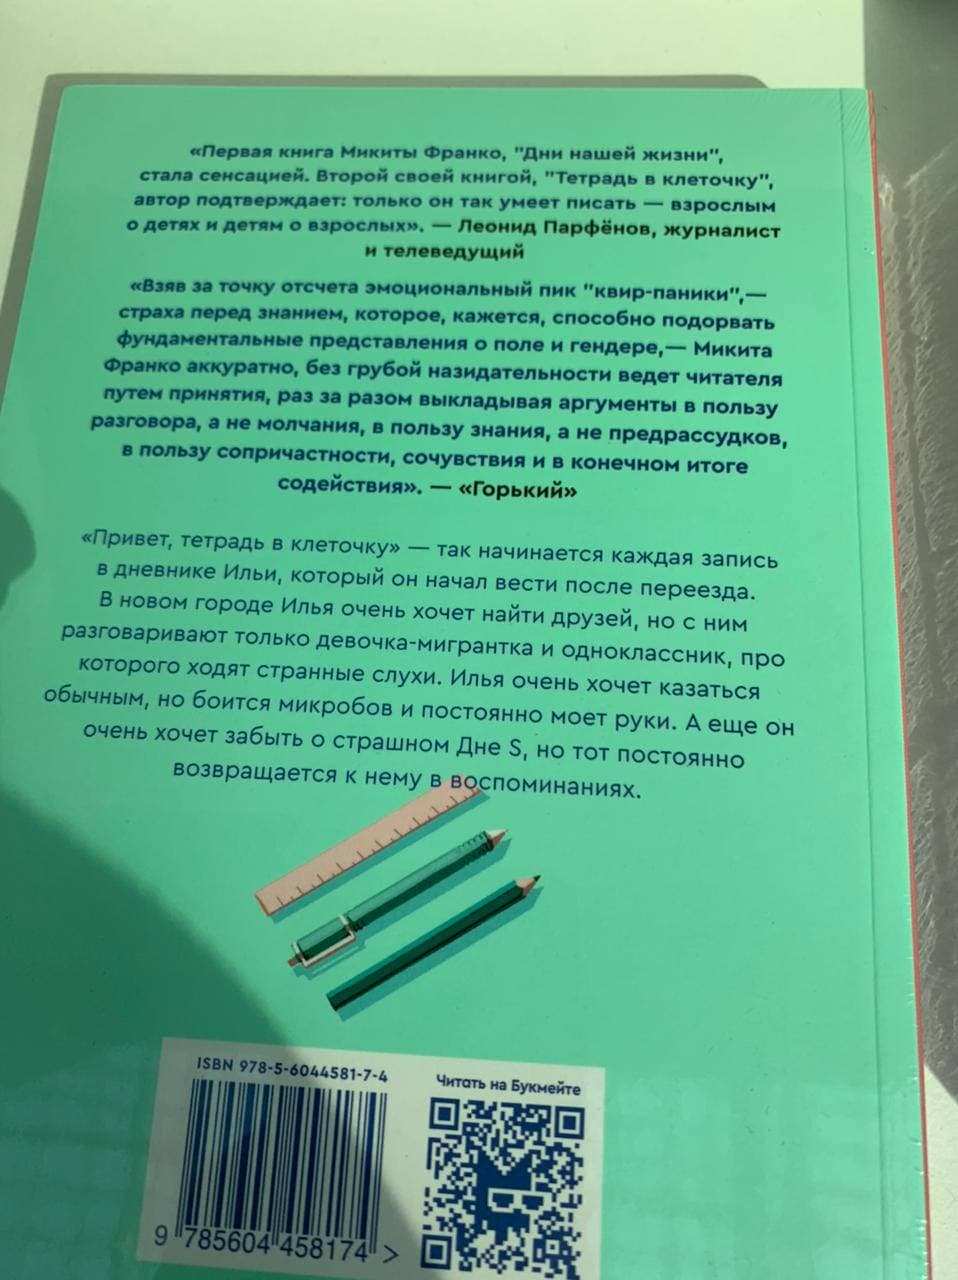 «Первая книга Микиты Франко, "Дни нашей жизни",
стала сенсацией. Второй своей книгой, "Тетрадь в клеточку",
автор подтверждает: только он так умеет писать — взрослым
о детях и детям о взрослых». — Леонид Парфёнов, журналист
и телеведущий
«Взяв за точку отсчета эмоциональный пик "квир-паники",—
страха перед знанием, которое, кажется, способно подорвать
фундаментальные представления о поле и гендере,— Микита
Франко аккуратно, без грубой назидательности ведет читателя
путем принятия, раз за разом выкладывая аргументы в пользу
разговора, а не молчания, в пользу знания, а не предрассудков,
в пользу сопричастности, сочувствия и в конечном итоге
содействия». — «Горький»
«Привет, тетрадь в клеточку» — так начинается каждая запись
в дневнике Ильи, который он начал вести после переезда.
В новом городе Илья очень хочет найти друзей, но с ним
разговаривают только девочка-мигрантка и одноклассник, про
которого ходят странные слухи. Илья очень хочет казаться
обычным, но боится микробов и постоянно моет руки. А еще он
очень хочет забыть о страшном Дне S, но тот постоянно
возвращается к нему в воспоминаниях.
ISBN 978-5-6044581-7-4
Читать на Букмейте
9 785604 458174 >